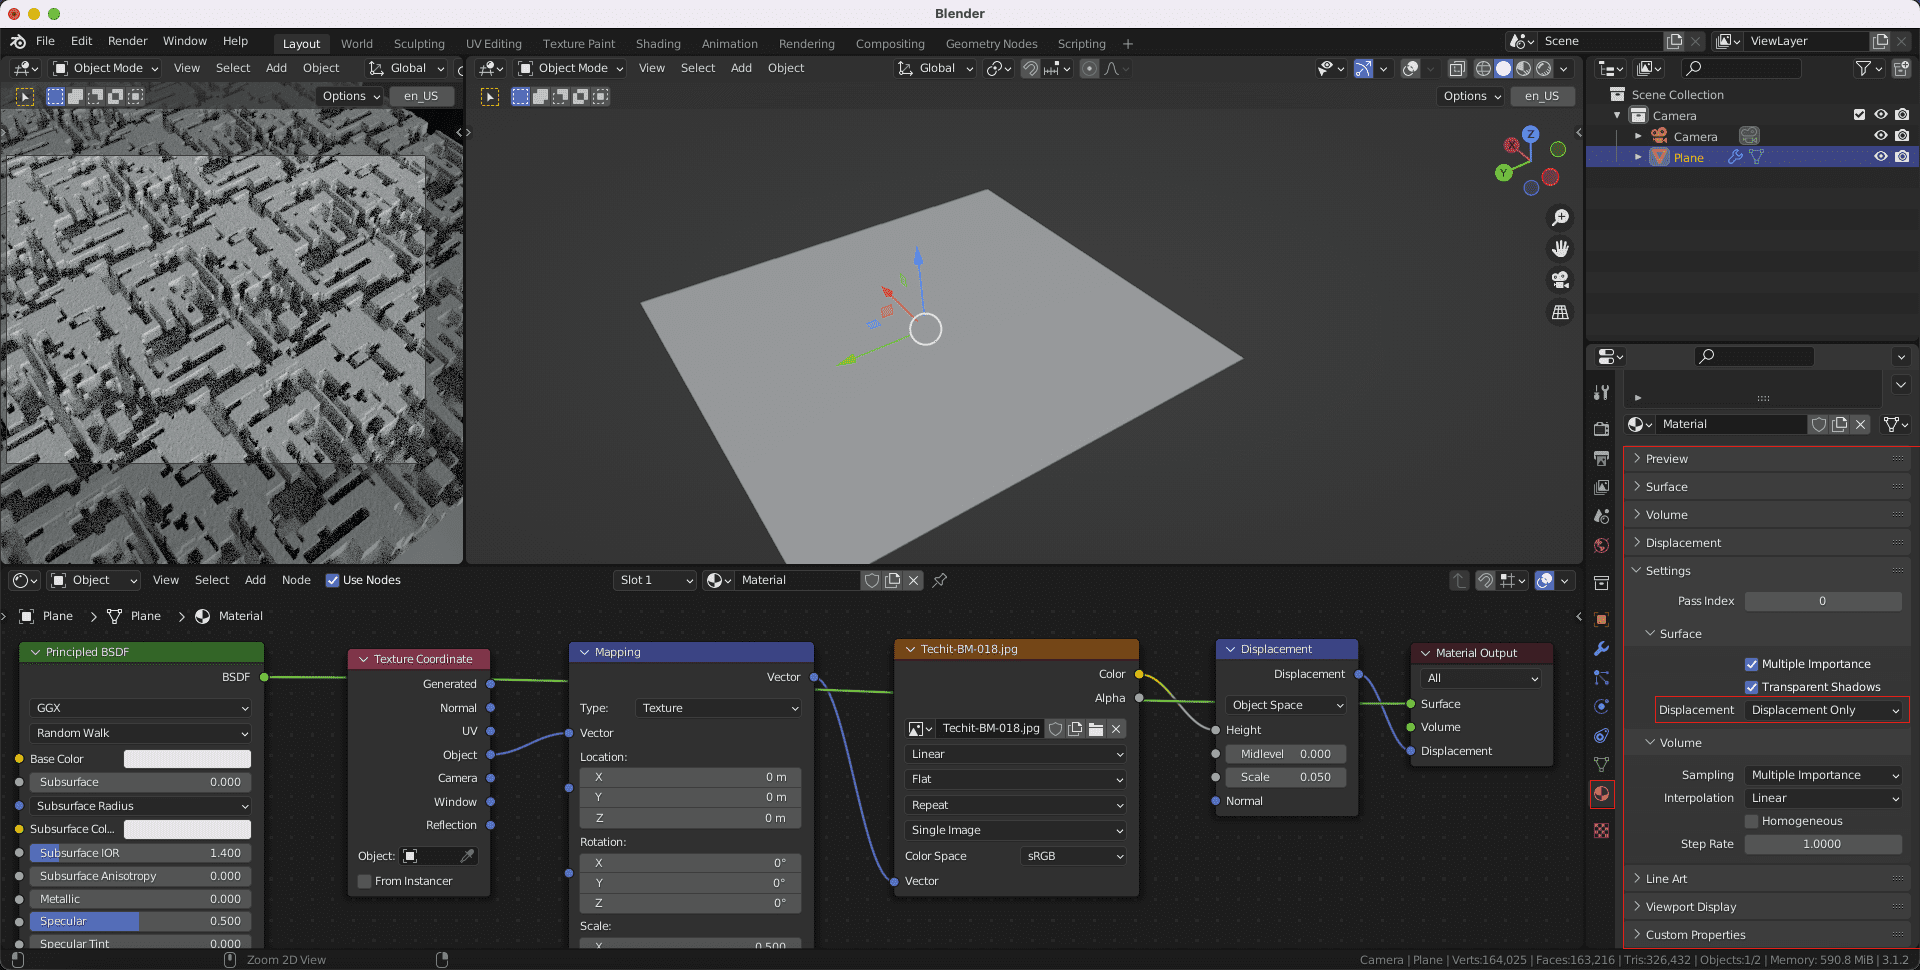 Blender
File Edit Render Window Help Layout World Sculpting UV Editing Texture Paint Shading Animation Rendering Compositing Geometry Nodes Scripting + Scene ViewLayer
Object Mode View Select Add Object Global
Options en_US
Object Mode View Select Add Object Global
Options en_US
Z
X
Y
Scene Collection
Camera
Camera
Plane
Material
Preview
Surface
Volume
Displacement
Settings
Pass Index 0
Surface
Multiple Importance
Transparent Shadows
Displacement Displacement Only
Volume
Sampling Multiple Importance
Interpolation Linear
Homogeneous
Step Rate 1.0000
Line Art
Viewport Display
Custom Properties
Object View Select Add Node Use Nodes Slot 1 Material
Plane Plane Material
Principled BSDF
BSDF
GGX
Random Walk
Base Color
Subsurface 0.000
Subsurface Radius
Subsurface Col...
Subsurface IOR 1.400
Subsurface Anisotropy 0.000
Metallic 0.000
Specular 0.500
Specular Tint 0.000
Texture Coordinate
Generated
Normal
UV
Object
Camera
Window
Reflection
Object:
From Instancer
Mapping
Vector
Type: Texture
Vector
Location:
X 0 m
Y 0 m
Z 0 m
Rotation:
X 0°
Y 0°
Z 0°
Scale:
X 0.500
Techit-BM-018.jpg
Color
Alpha
Techit-BM-018.jpg
Linear
Flat
Repeat
Single Image
Color Space sRGB
Vector
Displacement
Displacement
Object Space
Height
Midlevel 0.000
Scale 0.050
Normal
Material Output
All
Surface
Volume
Displacement
Zoom 2D View
Camera | Plane | Verts:164,025 | Faces:163,216 | Tris:326,432 | Objects:1/2 | Memory: 590.8 MiB | 3.1.2